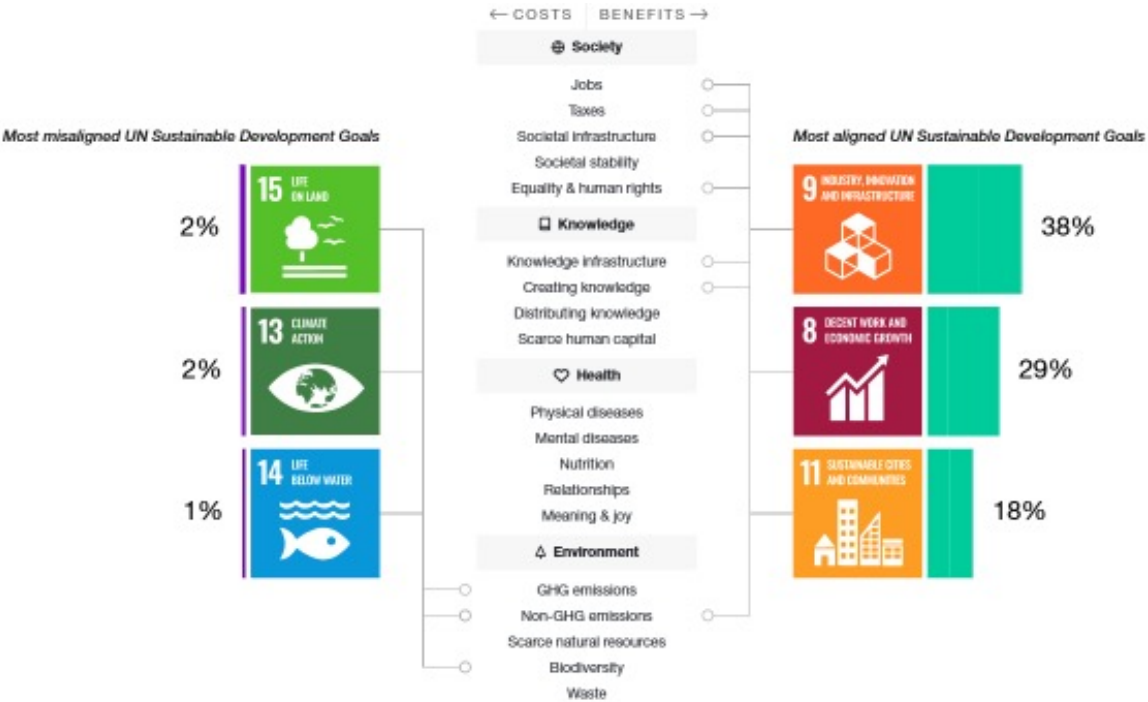 ← COSTS BENEFITS →
Society
Jobs
Taxes
Societal infrastructure
Societal stability
Equality & human rights
Knowledge
Knowledge infrastructure
Creating knowledge
Distributing knowledge
Scarce human capital
Health
Physical diseases
Mental diseases
Nutrition
Relationships
Meaning & joy
Environment
GHG emissions
Non-GHG emissions
Scarce natural resources
Biodiversity
Waste
Most misaligned UN Sustainable Development Goals
2%
15 LIFE
ON LAND
2%
13 CLIMATE
ACTION
1%
14 LIFE
BELOW WATER
Most aligned UN Sustainable Development Goals
9 INDUSTRY, INNOVATION
AND INFRASTRUCTURE
38%
8 DECENT WORK AND
ECONOMIC GROWTH
29%
11 SUSTAINABLE CITIES
AND COMMUNITIES
18%